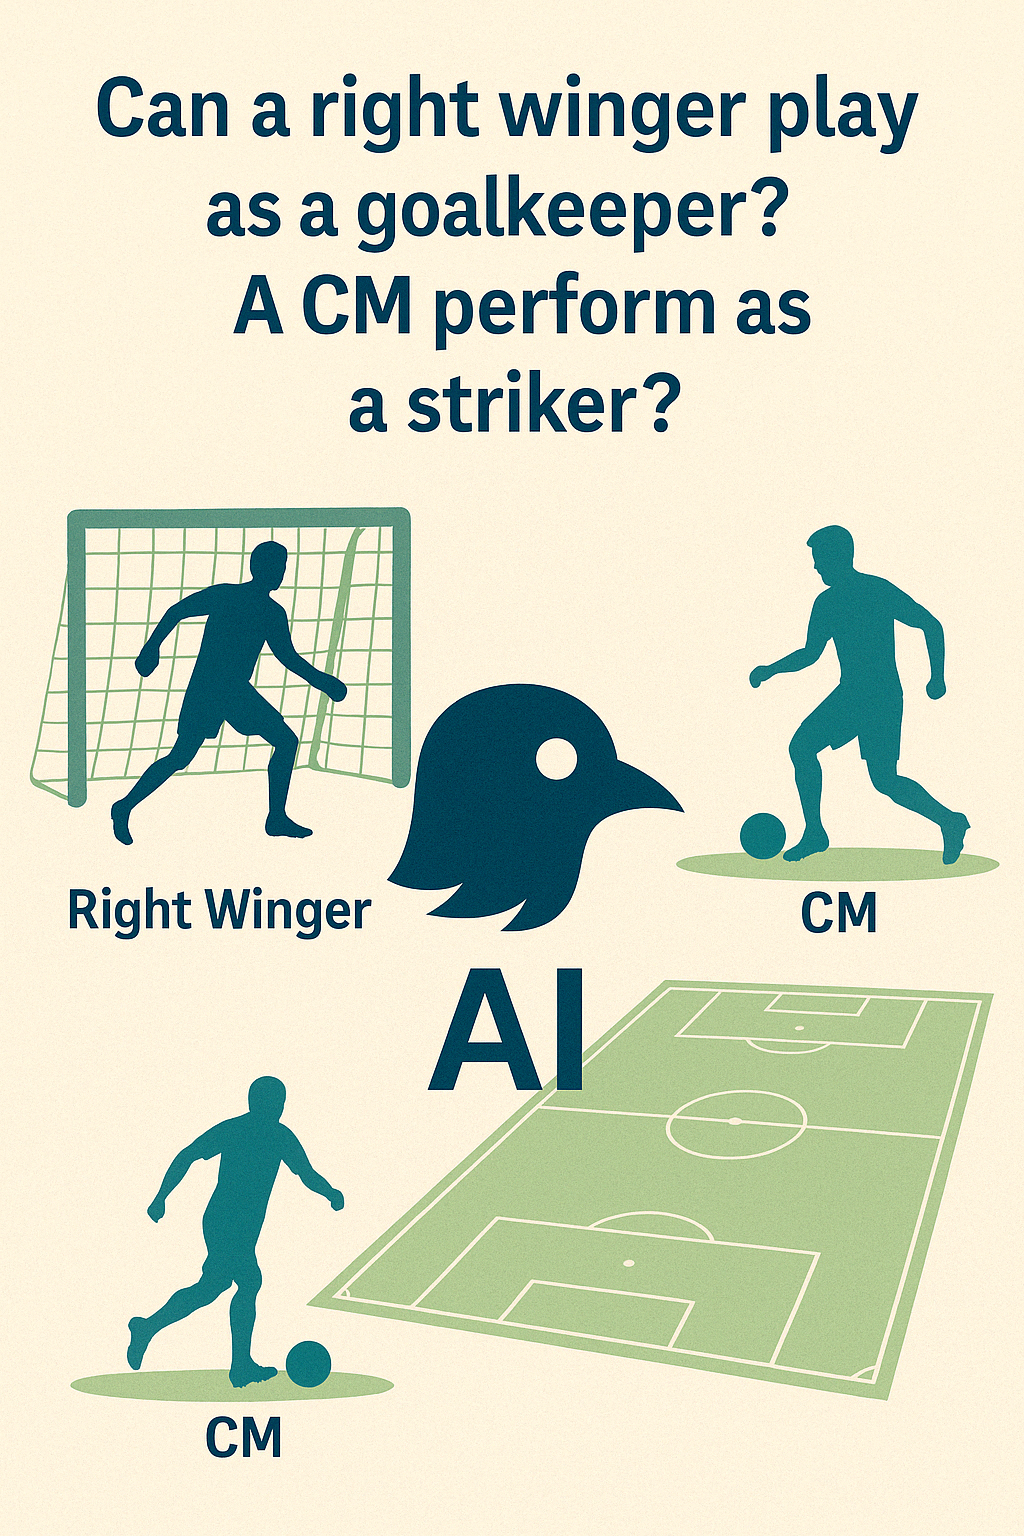 Can a right winger play
as a goalkeeper?
A CM perform as
a striker?
Right Winger
CM
AI
CM